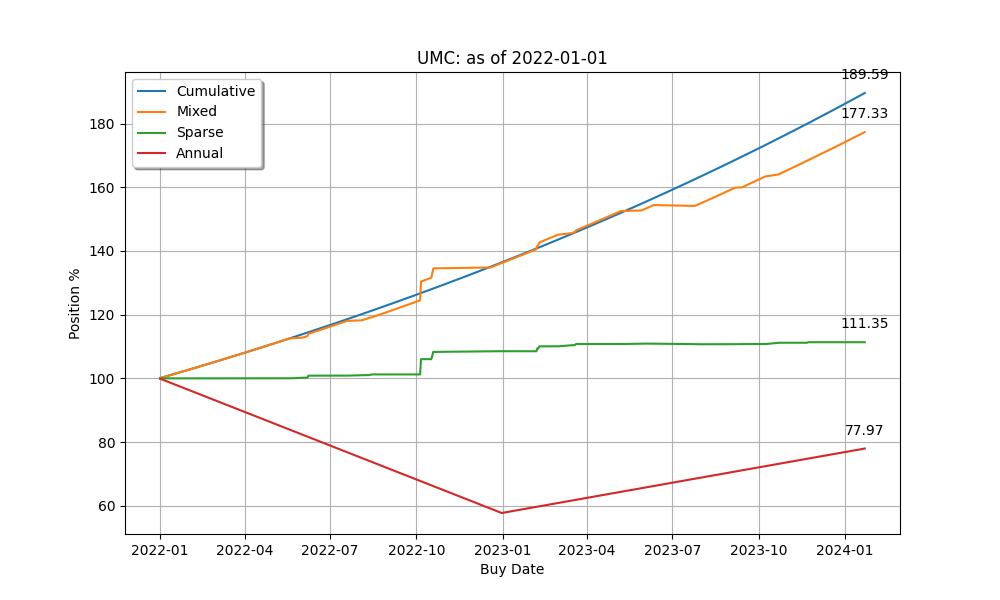 UMC: as of 2022-01-01
Cumulative
Mixed
Sparse
Annual
189.59
177.33
111.35
77.97
Position %
180
160
140
120
100
80
60
2022-01
2022-04
2022-07
2022-10
2023-01
2023-04
2023-07
2023-10
2024-01
Buy Date